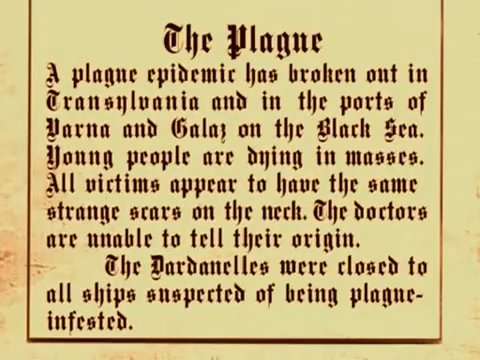 The Plague
A plague epidemic has broken out in
Transylvania and in the ports of
Varna and Galaz on the Black Sea.
Young people are dying in masses.
All victims appear to have the same
strange scars on the neck. The doctors
are unable to tell their origin.
The Dardanelles were closed to
all ships suspected of being plague-
infested.